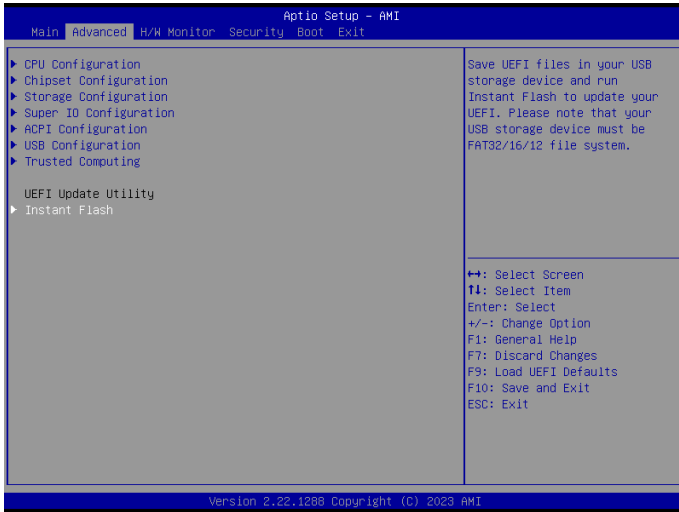 Aptio Setup - AMI
Main Advanced H/W Monitor Security Boot Exit
▶ CPU Configuration
▶ Chipset Configuration
▶ Storage Configuration
▶ Super IO Configuration
▶ ACPI Configuration
▶ USB Configuration
▶ Trusted Computing
UEFI Update Utility
▶ Instant Flash
Save UEFI files in your USB
storage device and run
Instant Flash to update your
UEFI. Please note that your
USB storage device must be
FAT32/16/12 file system.
↔: Select Screen
↑↓: Select Item
Enter: Select
+/-: Change Option
F1: General Help
F7: Discard Changes
F9: Load UEFI Defaults
F10: Save and Exit
ESC: Exit
Version 2.22.1288 Copyright (C) 2023 AMI